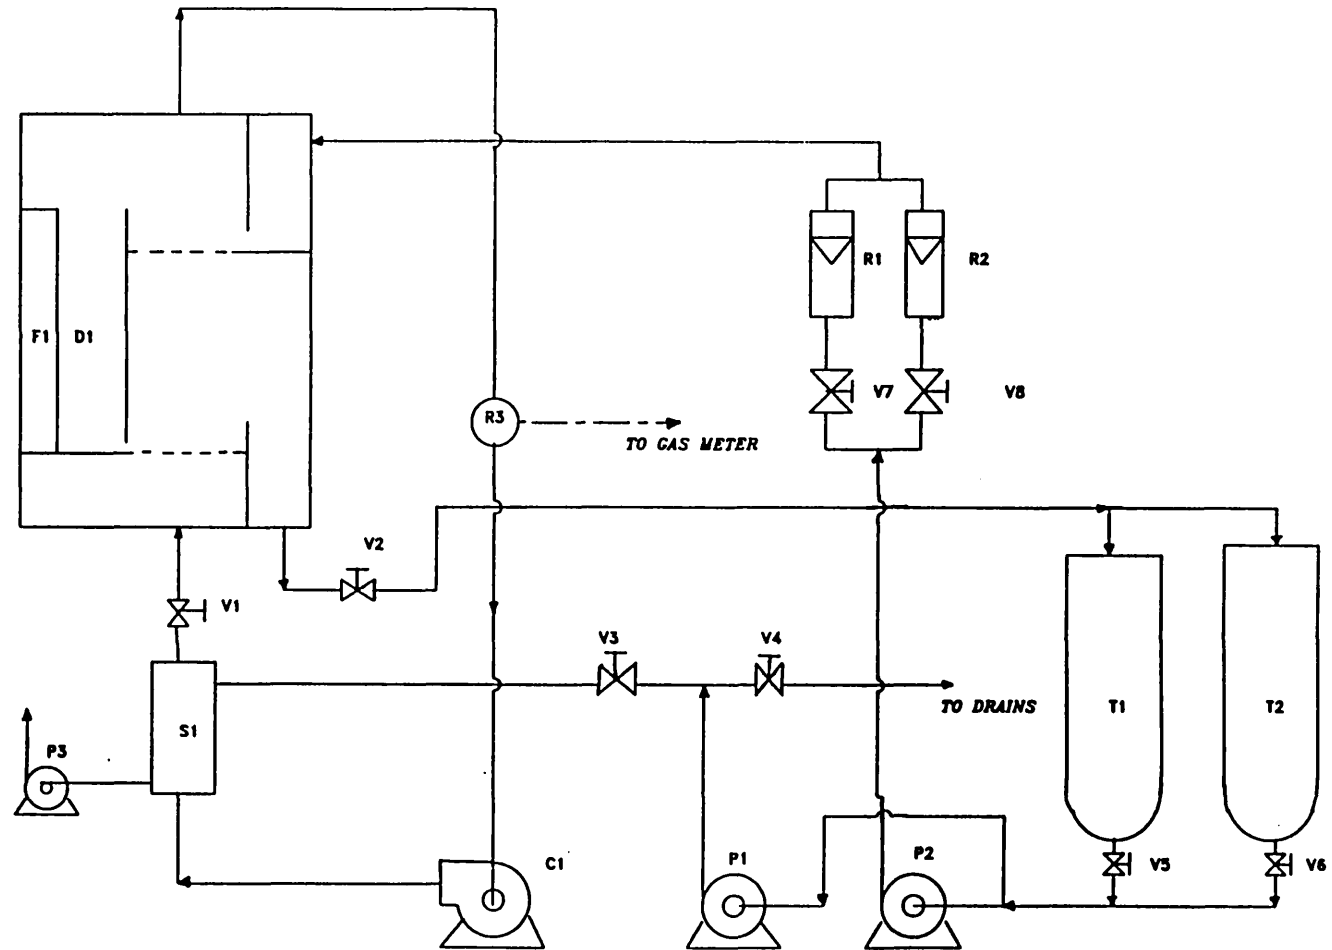 R1
R2
F1
D1
V7
V8
R3
TO GAS METER
V2
V1
V3
V4
TO DRAINS
T1
T2
S1
P3
C1
P1
P2
V5
V6